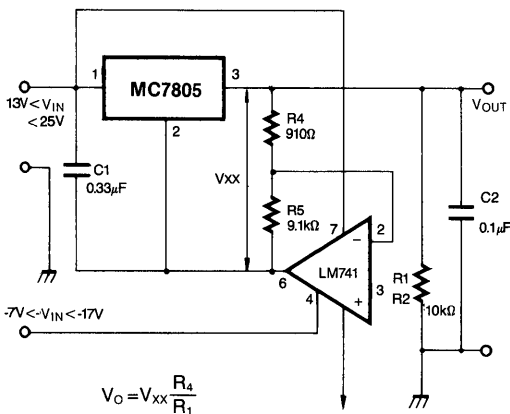 1
MC7805
3
2
13V<VIN
<25V
C1
0.33μF
VXX
R4
910Ω
R5
9.1kΩ
7
2
−
LM741
6
4
+
3
VOUT
C2
0.1μF
R1
R2
10kΩ
-7V<-VIN<-17V
VO=VXX R4
R1